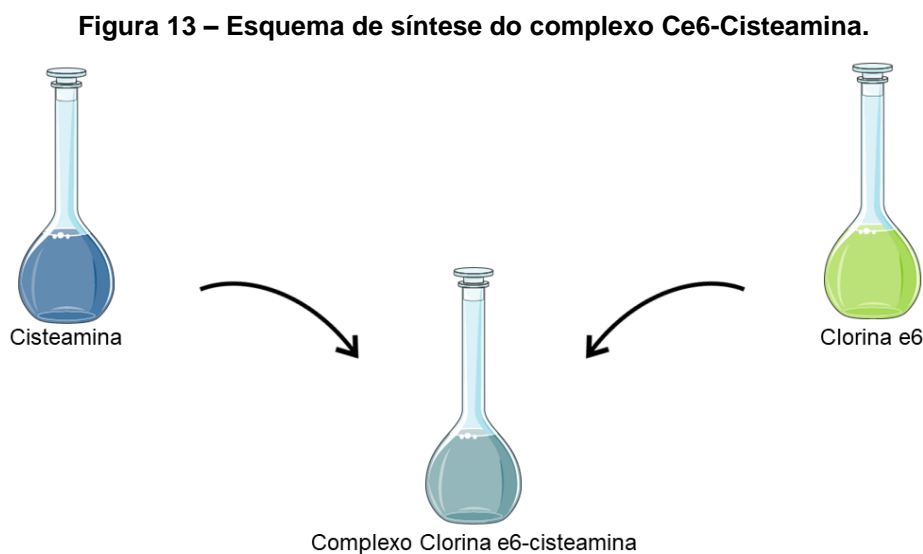 Figura 13 – Esquema de síntese do complexo Ce6-Cisteamina.
Cisteamina
Clorina e6
Complexo Clorina e6-cisteamina